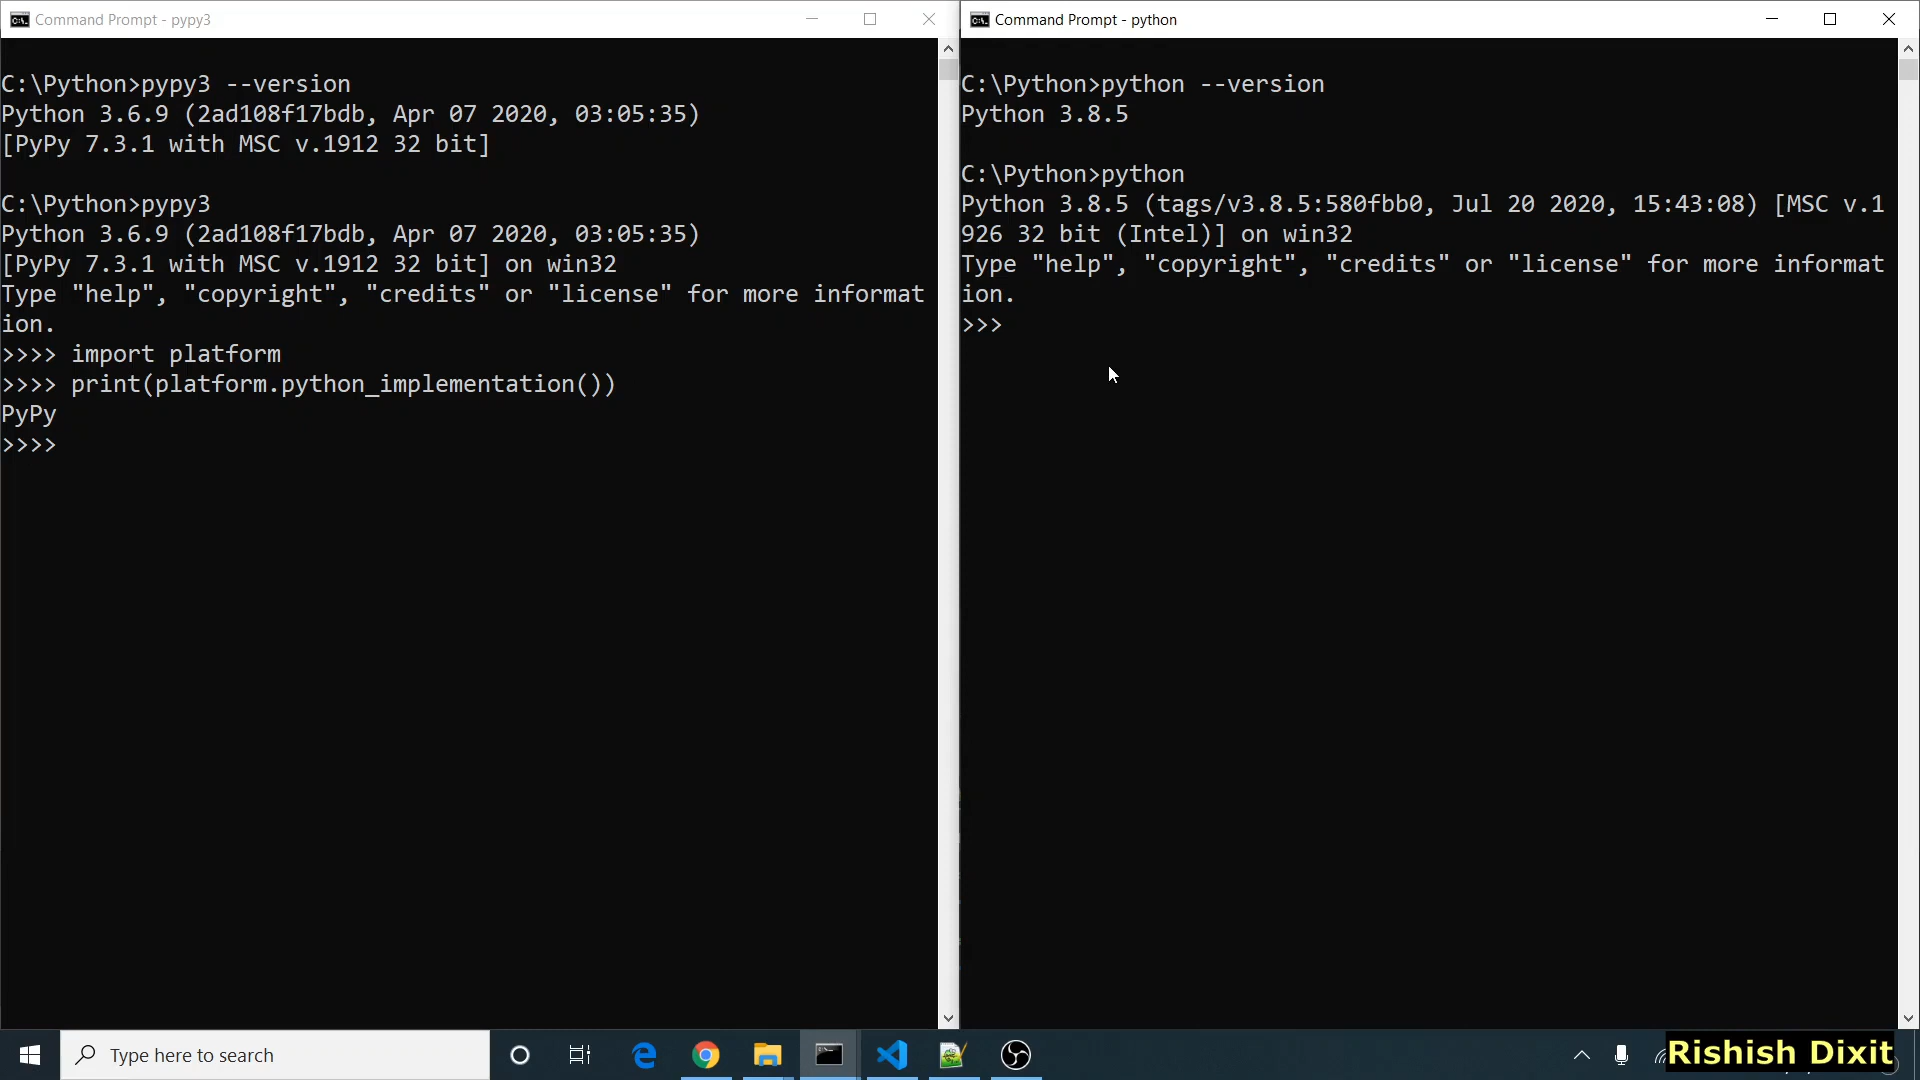 Command Prompt - pypy3
C:\Python>pypy3 --version
Python 3.6.9 (2ad108f17bdb, Apr 07 2020, 03:05:35)
[PyPy 7.3.1 with MSC v.1912 32 bit]
C:\Python>pypy3
Python 3.6.9 (2ad108f17bdb, Apr 07 2020, 03:05:35)
[PyPy 7.3.1 with MSC v.1912 32 bit] on win32
Type "help", "copyright", "credits" or "license" for more informat
ion.
>>>> import platform
>>>> print(platform.python_implementation())
PyPy
>>>>
Command Prompt - python
C:\Python>python --version
Python 3.8.5
C:\Python>python
Python 3.8.5 (tags/v3.8.5:580fbb0, Jul 20 2020, 15:43:08) [MSC v.1
926 32 bit (Intel)] on win32
Type "help", "copyright", "credits" or "license" for more informat
ion.
>>>
Type here to search
Rishish Dixit